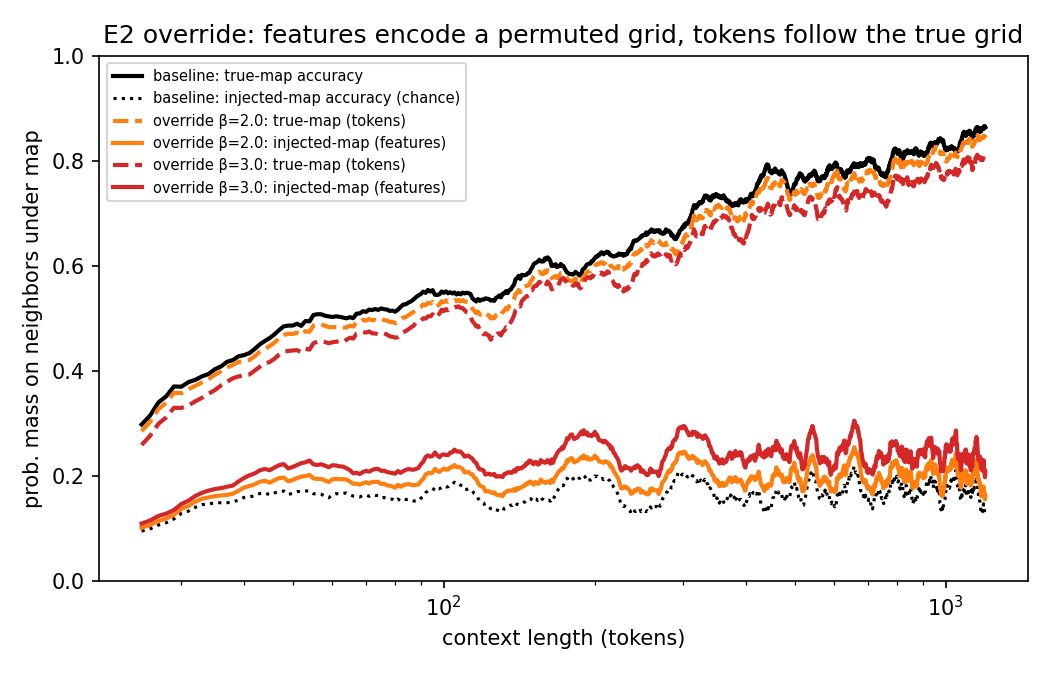 E2 override: features encode a permuted grid, tokens follow the true grid
baseline: true-map accuracy
baseline: injected-map accuracy (chance)
override β=2.0: true-map (tokens)
override β=2.0: injected-map (features)
override β=3.0: true-map (tokens)
override β=3.0: injected-map (features)
prob. mass on neighbors under map
1.0
0.8
0.6
0.4
0.2
0.0
10²
10³
context length (tokens)